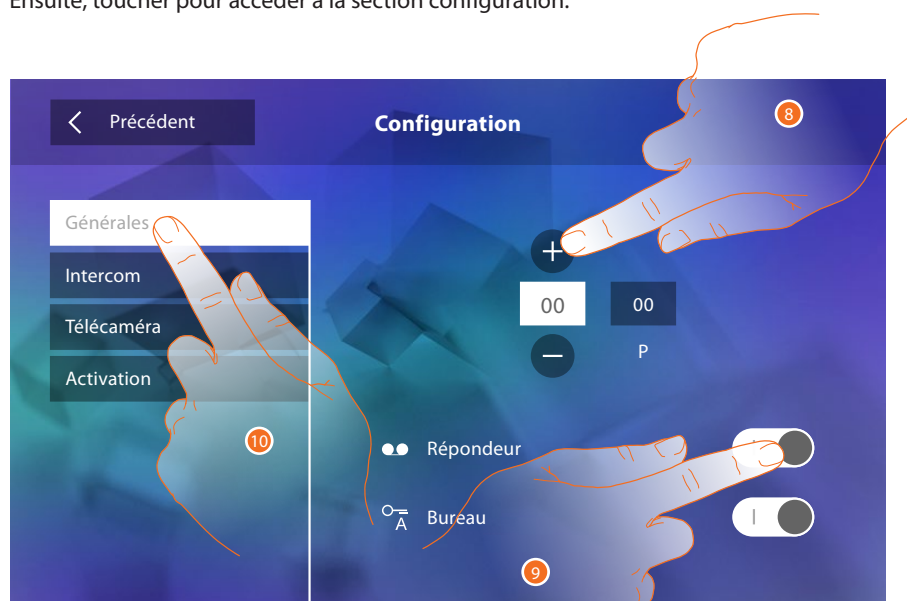 Ensuite, toucher pour accéder à la section configuration.
Précédent
Configuration
8
Générales
Intercom
Télécaméra
Activation
00 00
P
10
Répondeur
A Bureau
9